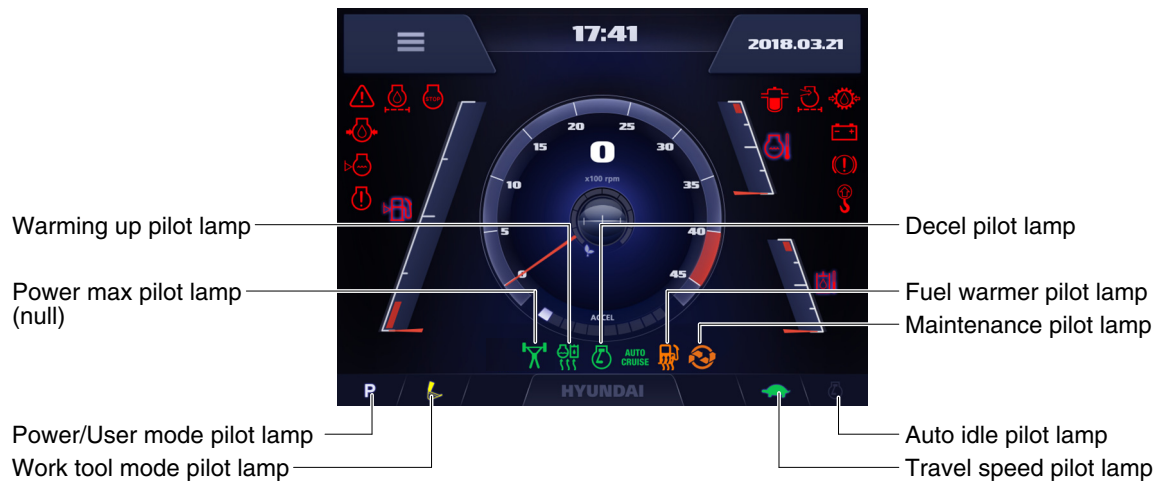 17:41
2018.03.21
STOP
20
25
15
30
0
x100 rpm
10
35
5
40
0
45
ACCEL
AUTO
CRUISE
P
HYUNDAI
Warming up pilot lamp
Power max pilot lamp
(null)
Power/User mode pilot lamp
Work tool mode pilot lamp
Decel pilot lamp
Fuel warmer pilot lamp
Maintenance pilot lamp
Auto idle pilot lamp
Travel speed pilot lamp